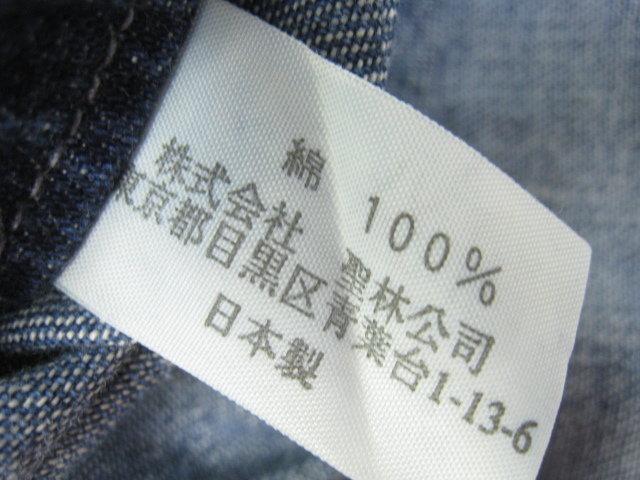 綿 100%
株式会社 聖林公司
東京都目黒区青葉台1-13-6
日本製